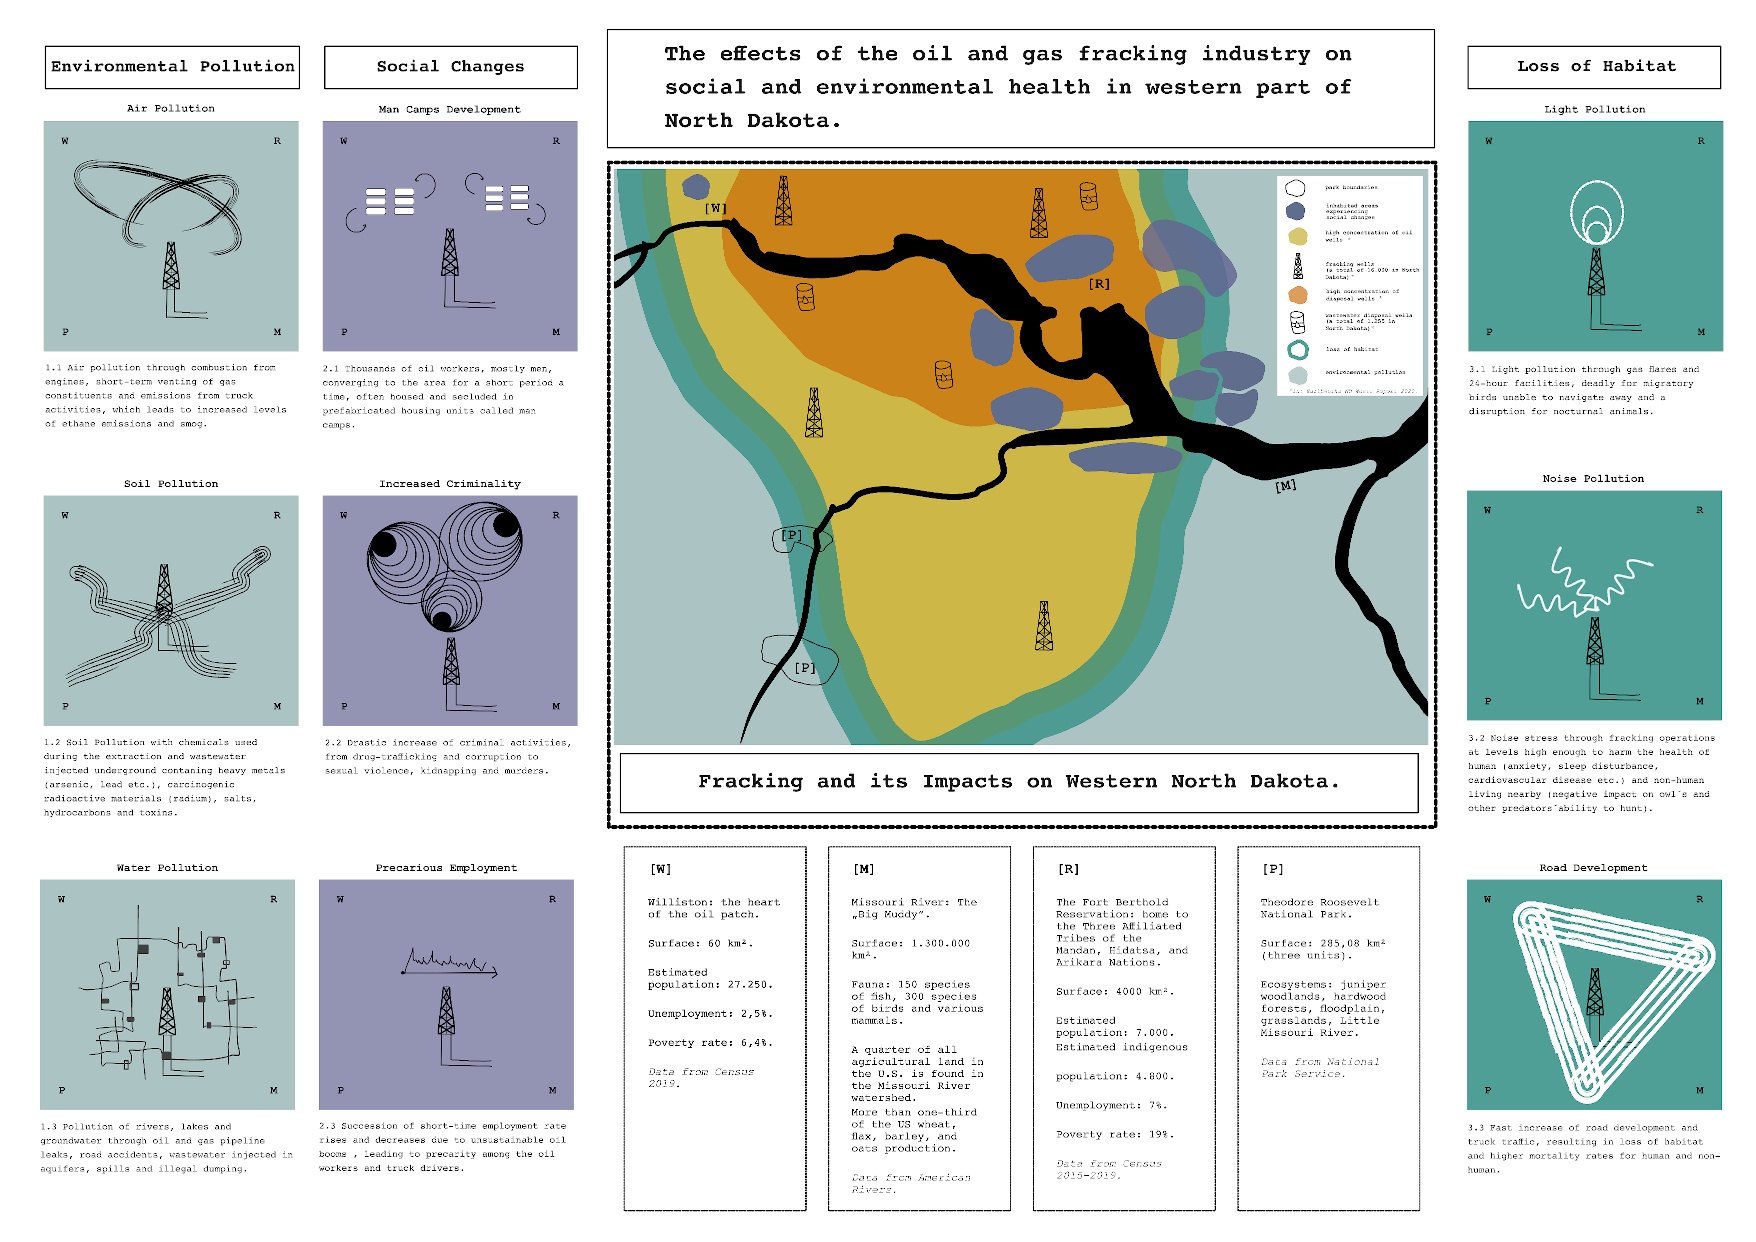 Environmental Pollution
Air Pollution
W
R
P
M
1.1 Air pollution through combustion from
engines, short-term venting of gas
constituents and emissions from truck
activities, which leads to increased levels
of ethane emissions and smog.
Soil Pollution
W
R
P
M
1.2 Soil Pollution with chemicals used
during the extraction and wastewater
injected underground contaning heavy metals
(arsenic, lead etc.), carcinogenic
radioactive materials (radium), salts,
hydrocarbons and toxins.
Water Pollution
W
R
P
M
1.3 Pollution of rivers, lakes and
groundwater through oil and gas pipeline
leaks, road accidents, wastewater injected in
aquifers, spills and illegal dumping.
Social Changes
Man Camps Development
W
R
P
M
2.1 Thousands of oil workers, mostly men,
converging to the area for a short period a
time, often housed and secluded in
prefabricated housing units called man
camps.
Increased Criminality
W
R
P
M
2.2 Drastic increase of criminal activities,
from drug-trafficking and corruption to
sexual violence, kidnapping and murders.
Precarious Employment
W
R
P
M
2.3 Succession of short-time employment rate
rises and decreases due to unsustainable oil
booms , leading to precarity among the oil
workers and truck drivers.
The effects of the oil and gas fracking industry on
social and environmental health in western part of
North Dakota.
[W]
[R]
[M]
[P]
[P]
park boundaries
inhabited areas
experiencing
social changes
high concentration of oil
wells *
fracking wells
(a total of 16.000 in North
Dakota)*
high concentration of
disposal wells *
wastewater disposal wells
(a total of 1.255 in
North Dakota)*
loss of habitat
environmental pollution
Fracking and its Impacts on Western North Dakota.
[W]
Williston: the heart
of the oil patch.
Surface: 60 km².
Estimated
population: 27.250.
Unemployment: 2,5%.
Poverty rate: 6,4%.
Data from Census
2019.
[M]
Missouri River: The
„Big Muddy”.
Surface: 1.300.000
km².
Fauna: 150 species
of fish, 300 species
of birds and various
mammals.
A quarter of all
agricultural land in
the U.S. is found in
the Missouri River
watershed.
More than one-third
of the US wheat,
flax, barley, and
oats production.
Data from American
Rivers.
[R]
The Fort Berthold
Reservation: home to
the Three Affiliated
Tribes of the
Mandan, Hidatsa, and
Arikara Nations.
Surface: 4000 km².
Estimated
population: 7.000.
Estimated indigenous
population: 4.800.
Unemployment: 7%.
Poverty rate: 19%.
Data from Census
2015-2019.
[P]
Theodore Roosevelt
National Park.
Surface: 285,08 km²
(three units).
Ecosystems: juniper
woodlands, hardwood
forests, floodplain,
grasslands, Little
Missouri River.
Data from National
Park Service.
Loss of Habitat
Light Pollution
W
R
P
M
3.1 Light pollution through gas flares and
24-hour facilities, deadly for migratory
birds unable to navigate away and a
disruption for nocturnal animals.
Noise Pollution
W
R
P
M
3.2 Noise stress through fracking operations
at levels high enough to harm the health of
human (anxiety, sleep disturbance,
cardiovascular disease etc.) and non-human
living nearby (negative impact on owl´s and
other predators´ability to hunt).
Road Development
W
R
P
M
3.3 Fast increase of road development and
truck traffic, resulting in loss of habitat
and higher mortality rates for human and non-
human.